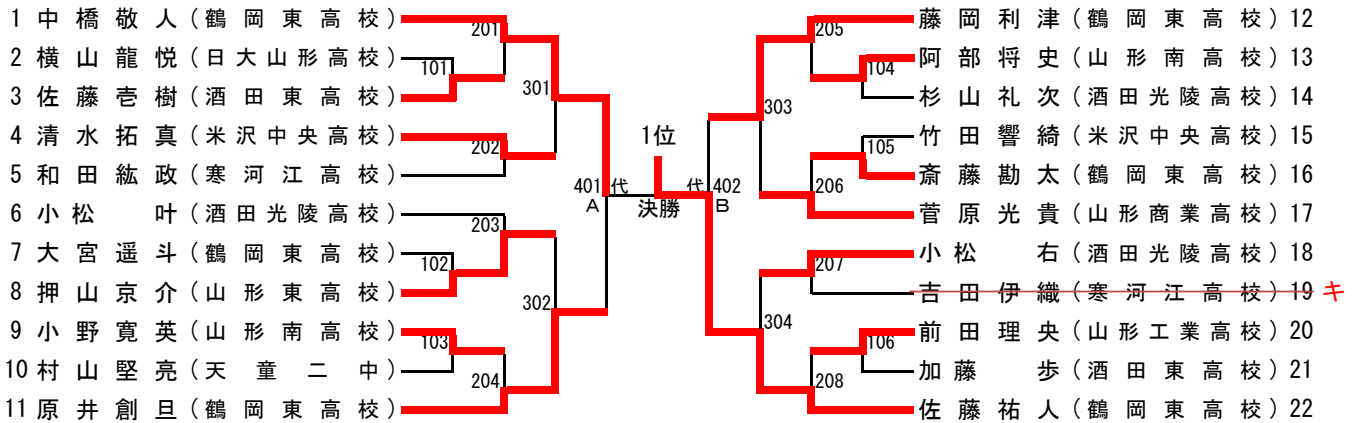 1 中橋敬人(鶴岡東高校)
2 横山龍悦(日大山形高校)
3 佐藤壱樹(酒田東高校)
4 清水拓真(米沢中央高校)
5 和田紘政(寒河江高校)
6 小松 叶(酒田光陵高校)
7 大宮遥斗(鶴岡東高校)
8 押山京介(山形東高校)
9 小野寛英(山形南高校)
10 村山堅亮(天童二中)
11 原井創旦(鶴岡東高校)
201
101
301
202
203
102
302
103
204
401 代
A
1位
決勝
代 402
B
205
104
303
105
206
207
304
106
208
藤岡利津(鶴岡東高校) 12
阿部将史(山形南高校) 13
杉山礼次(酒田光陵高校) 14
竹田響綺(米沢中央高校) 15
斎藤勘太(鶴岡東高校) 16
菅原光貴(山形商業高校) 17
小松 右(酒田光陵高校) 18
吉田伊織(寒河江高校) 19 キ
前田理央(山形工業高校) 20
加藤 歩(酒田東高校) 21
佐藤祐人(鶴岡東高校) 22